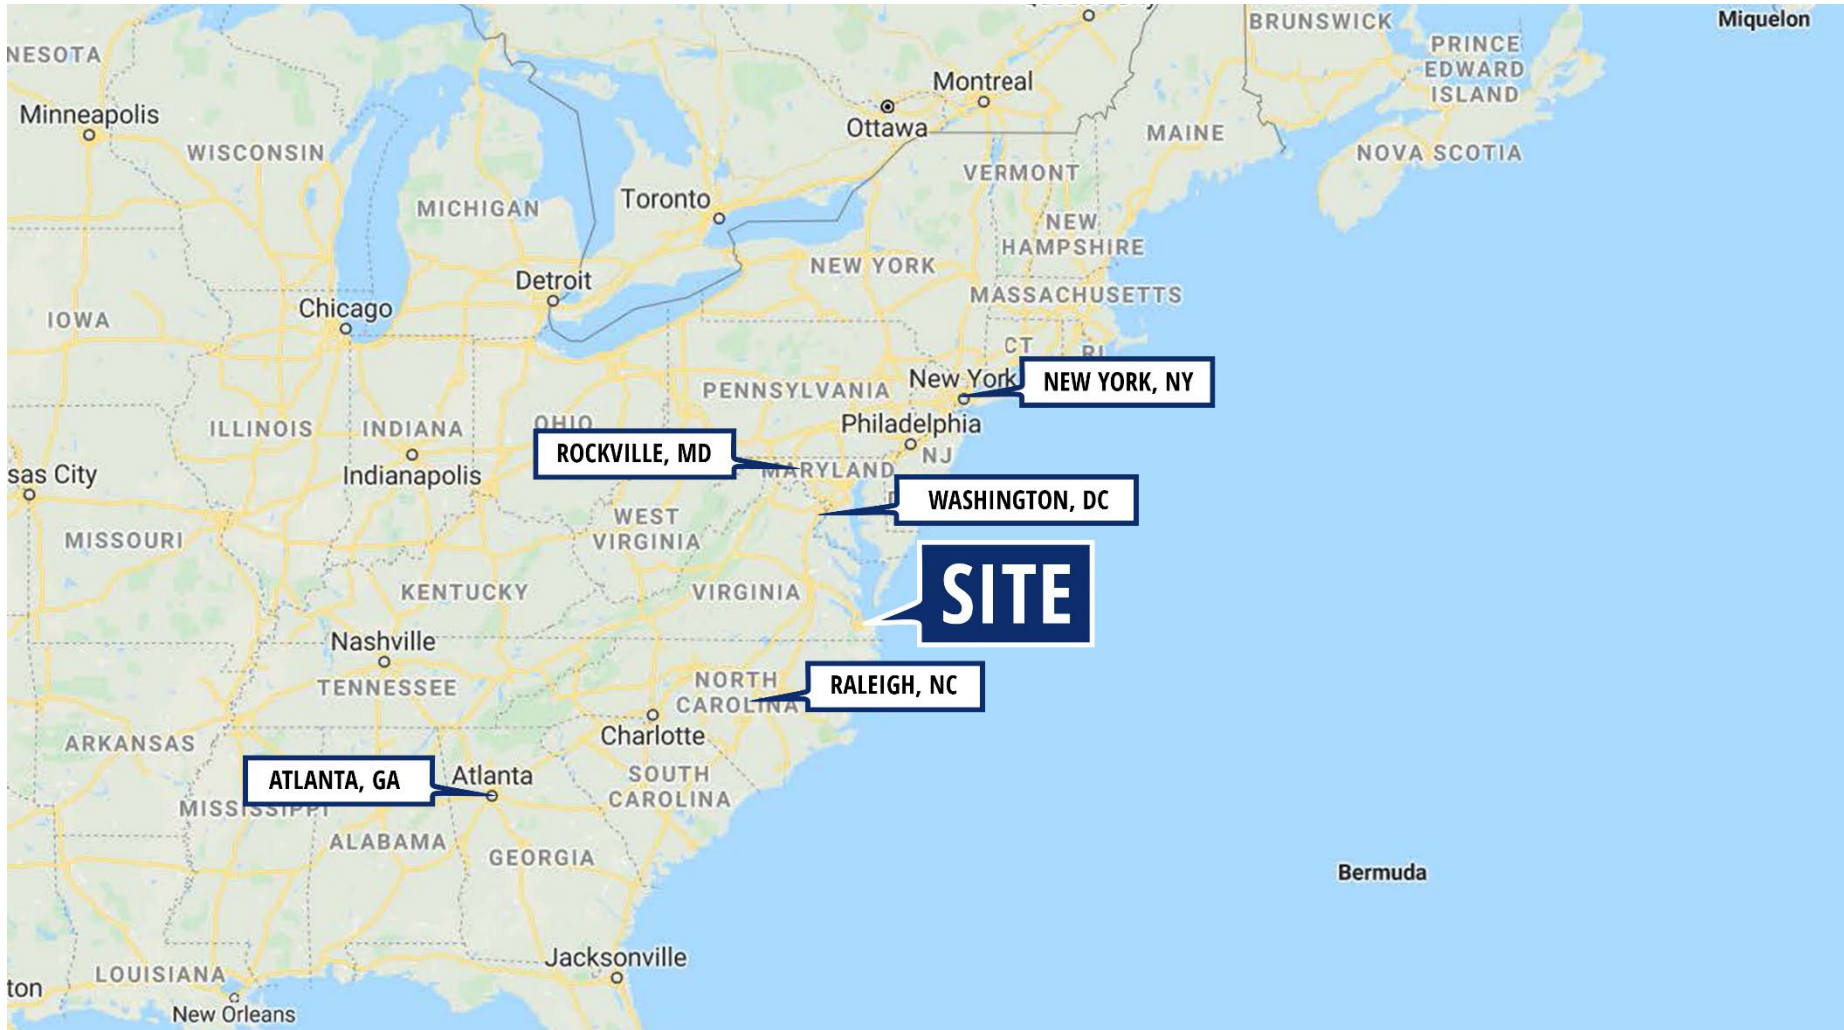 BRUNSWICK
Miquelon
NESOTA
PRINCE
EDWARD
ISLAND
Montreal
Minneapolis
Ottawa
MAINE
WISCONSIN
NOVA SCOTIA
VERMONT
Toronto
MICHIGAN
NEW
HAMPSHIRE
NEW YORK
Detroit
MASSACHUSETTS
Chicago
IOWA
CT
RI
New York
NEW YORK, NY
PENNSYLVANIA
Philadelphia
ILLINOIS
INDIANA
OHIO
ROCKVILLE, MD
NJ
MARYLAND
sas City
Indianapolis
WASHINGTON, DC
WEST
VIRGINIA
MISSOURI
SITE
KENTUCKY
VIRGINIA
Nashville
TENNESSEE
NORTH
CAROLINA
RALEIGH, NC
Charlotte
ARKANSAS
ATLANTA, GA
Atlanta
SOUTH
CAROLINA
MISSISSIPPI
ALABAMA
GEORGIA
Bermuda
Jacksonville
LOUISIANA
ton
New Orleans